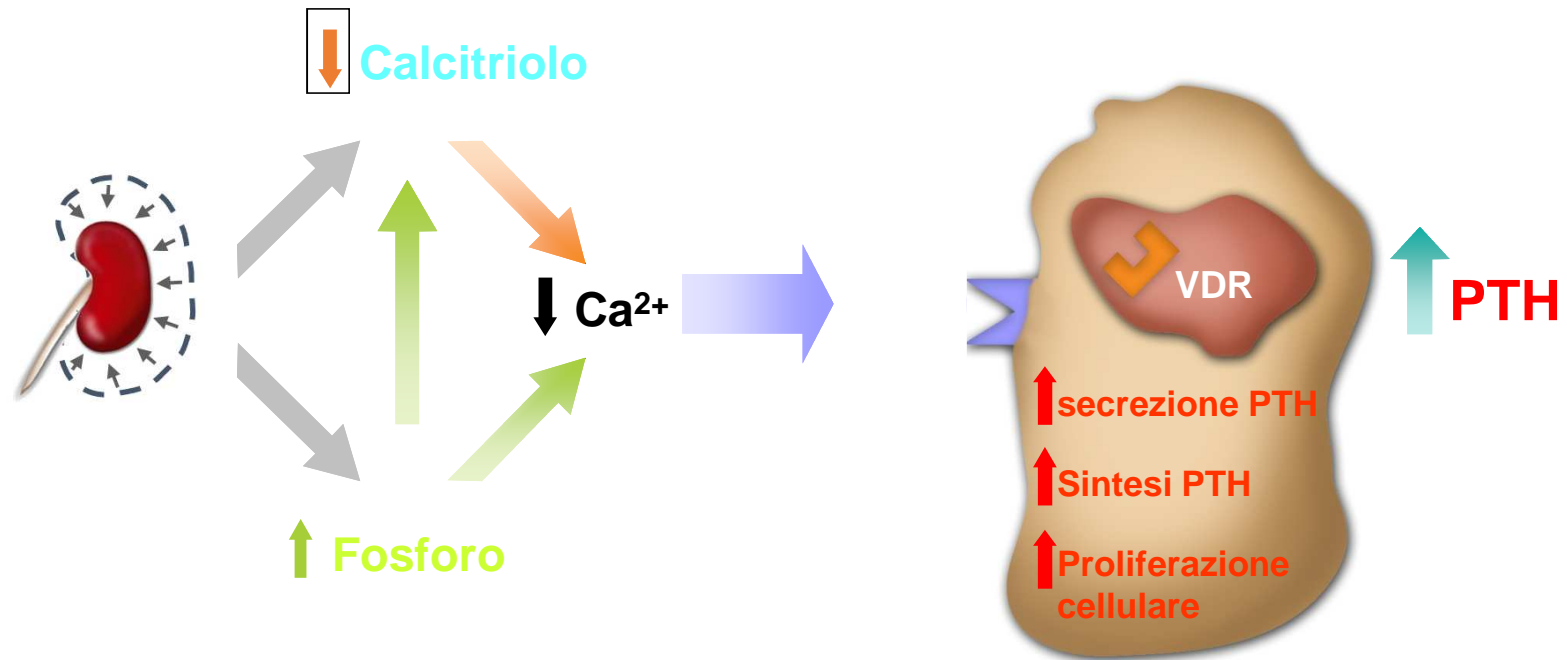 Calcitriolo
Ca²⁺
VDR
PTH
secrezione PTH
Sintesi PTH
Fosforo
Proliferazione
cellulare